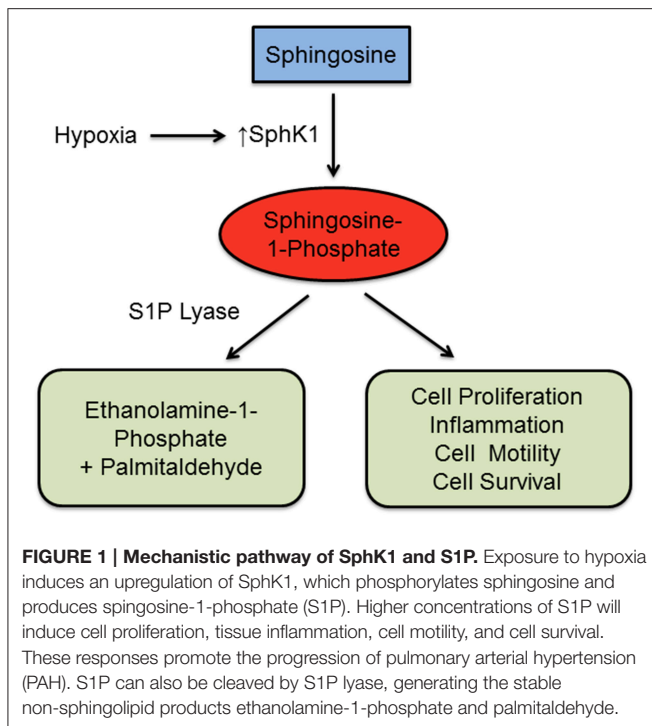 Sphingosine
Hypoxia
↑SphK1
Sphingosine-
1-Phosphate
S1P Lyase
Ethanolamine-1-
Phosphate
+ Palmitaldehyde
Cell Proliferation
Inflammation
Cell Motility
Cell Survival
FIGURE 1 | Mechanistic pathway of SphK1 and S1P. Exposure to hypoxia
induces an upregulation of SphK1, which phosphorylates sphingosine and
produces spingosine-1-phosphate (S1P). Higher concentrations of S1P will
induce cell proliferation, tissue inflammation, cell motility, and cell survival.
These responses promote the progression of pulmonary arterial hypertension
(PAH). S1P can also be cleaved by S1P lyase, generating the stable
non-sphingolipid products ethanolamine-1-phosphate and palmitaldehyde.